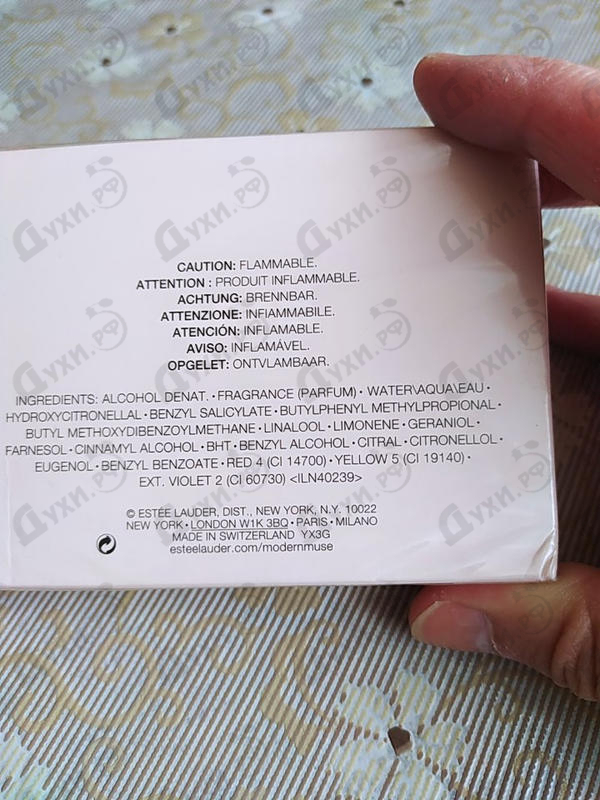 CAUTION: FLAMMABLE.
ATTENTION : PRODUIT INFLAMMABLE.
ACHTUNG: BRENNBAR.
ATTENZIONE: INFIAMMABILE.
ATENCIÓN: INFLAMABLE.
AVISO: INFLAMÁVEL.
OPGELET: ONTVLAMBAAR.
INGREDIENTS: ALCOHOL DENAT. • FRAGRANCE (PARFUM) • WATER\AQUA\EAU •
HYDROXYCITRONELLAL • BENZYL SALICYLATE • BUTYLPHENYL METHYLPROPIONAL •
BUTYL METHOXYDIBENZOYLMETHANE • LINALOOL • LIMONENE • GERANIOL •
FARNESOL • CINNAMYL ALCOHOL • BHT • BENZYL ALCOHOL • CITRAL • CITRONELLOL •
EUGENOL • BENZYL BENZOATE • RED 4 (CI 14700) • YELLOW 5 (CI 19140) •
EXT. VIOLET 2 (CI 60730) <ILN40239>
© ESTÉE LAUDER, DIST., NEW YORK, N.Y. 10022
NEW YORK • LONDON W1K 3BQ • PARIS • MILANO
MADE IN SWITZERLAND YX3G
esteelauder.com/modernmuse
Духи.рф